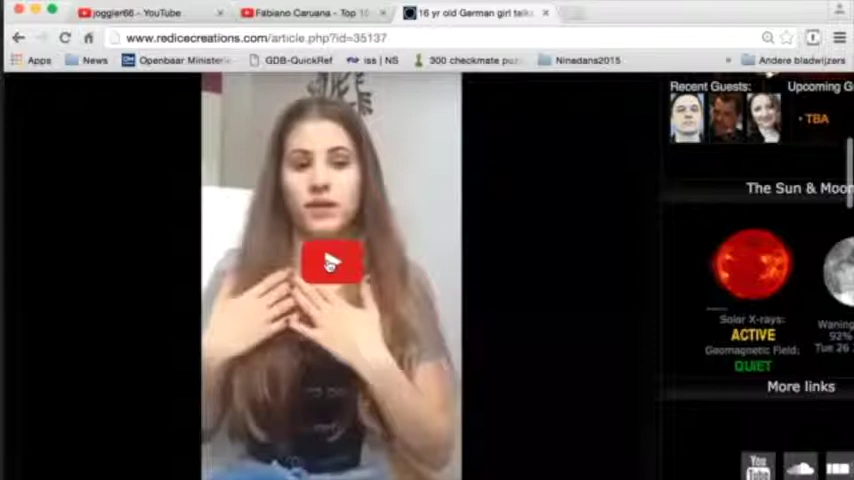 joggler66 - YouTube
Fabiano Caruana - Top 10
16 yr old German girl talk
www.redicecreations.com/article.php?id=35137
Apps
News
Openbaar Ministerie
GDB-QuickRef
iss | NS
300 checkmate puz
Ninedans2015
»
Andere bladwijzers
Recent Guests:
Upcoming G
• TBA
The Sun & Moon
Solar X-rays:
ACTIVE
Geomagnetic Field:
QUIET
Waning
92%
Tue 26
More links
You
Tube